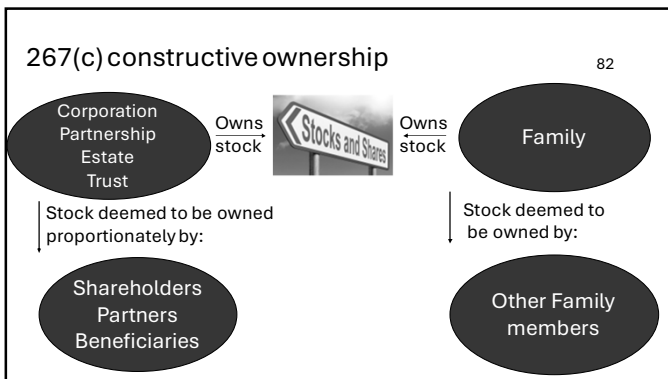 267(c) constructive ownership
82
Corporation
Partnership
Estate
Trust
Owns
stock
Stocks and Shares
Owns
stock
Family
Stock deemed to be owned
proportionately by:
Stock deemed to
be owned by:
Shareholders
Partners
Beneficiaries
Other Family
members